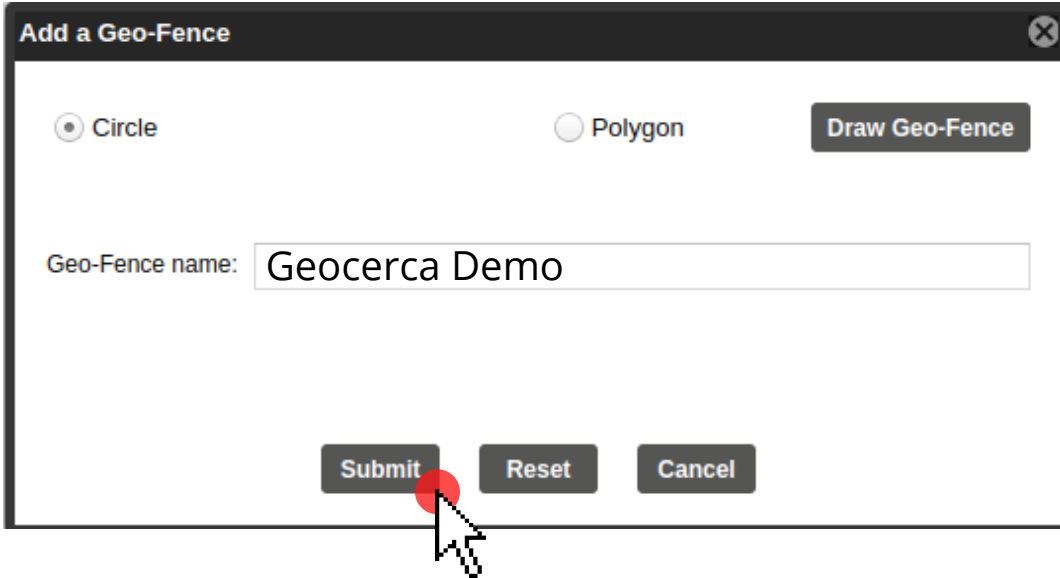 Add a Geo-Fence
Circle Polygon Draw Geo-Fence
Geo-Fence name: Geocerca Demo
Submit Reset Cancel